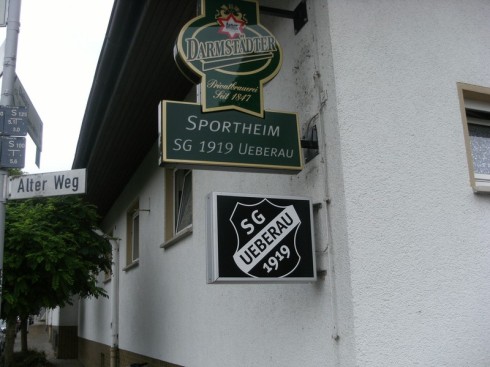 DARMSTÄDTER
Privatbrauerei
Seit 1847
SPORTHEIM
SG 1919 UEBERAU
Alter Weg
SG
UEBERAU
1919